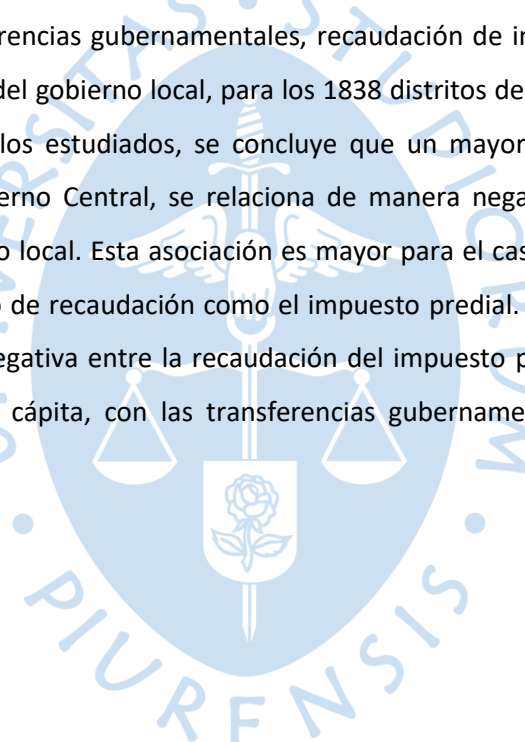 rencias gubernamentales, recaudación de in
del gobierno local, para los 1838 distritos de
los estudiados, se concluye que un mayor
erno Central, se relaciona de manera nega
o local. Esta asociación es mayor para el cas
de recaudación como el impuesto predial.
egativa entre la recaudación del impuesto p
cápita, con las transferencias gubername
PIURENSIS